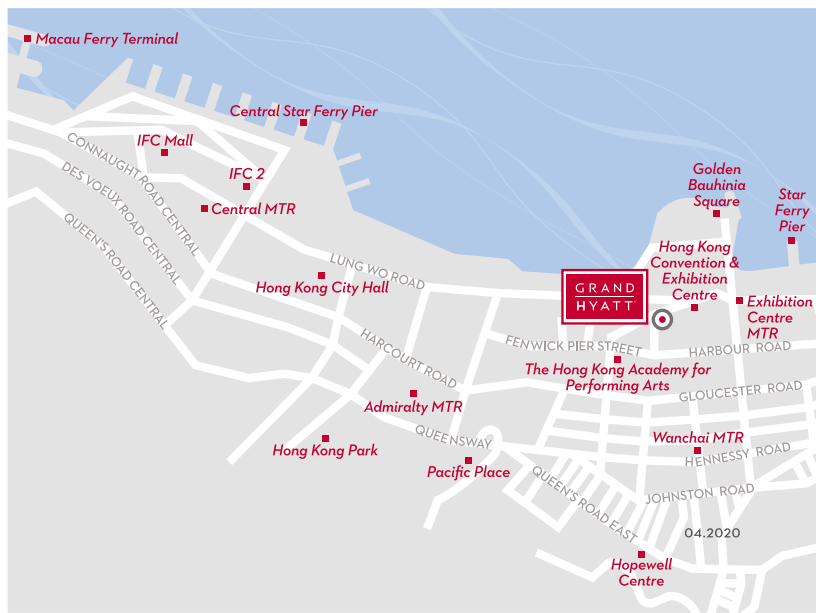 Macau Ferry Terminal
Central Star Ferry Pier
IFC Mall
CONNAUGHT ROAD CENTRAL
DES VOEUX ROAD CENTRAL
IFC 2
Golden
Bauhinia
Square
Star
Ferry
Pier
Central MTR
QUEEN'S ROAD CENTRAL
Hong Kong
Convention &
Exhibition
Centre
LUNG WO ROAD
Hong Kong City Hall
GRAND
HYATT
Exhibition
Centre
MTR
HARCOURT ROAD
FENWICK PIER STREET
HARBOUR ROAD
The Hong Kong Academy for
Performing Arts
GLOUCESTER ROAD
Admiralty MTR
QUEENSWAY
Wanchai MTR
Hong Kong Park
HENNESSY ROAD
Pacific Place
QUEEN'S ROAD EAST
JOHNSTON ROAD
04.2020
Hopewell
Centre